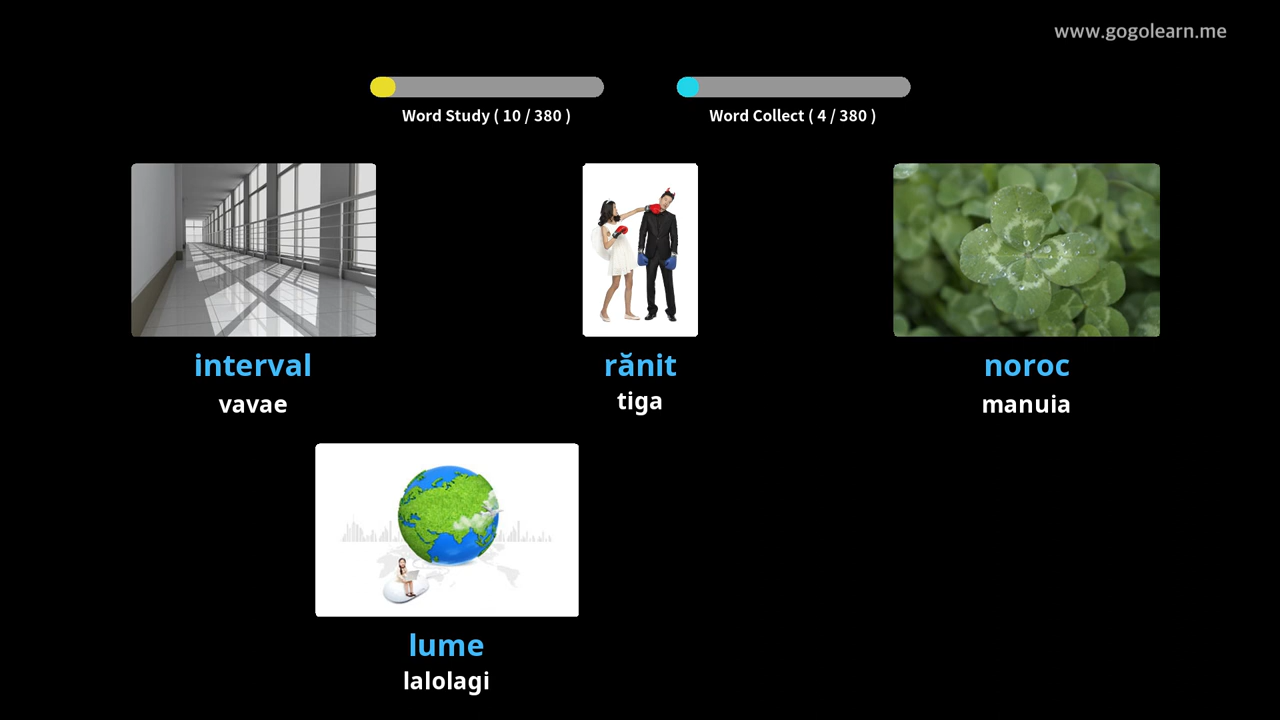 www.gogolearn.me
Word Study ( 10 / 380 )
Word Collect ( 4 / 380 )
interval
vavae
rănit
tiga
noroc
manuia
lume
lalolagi